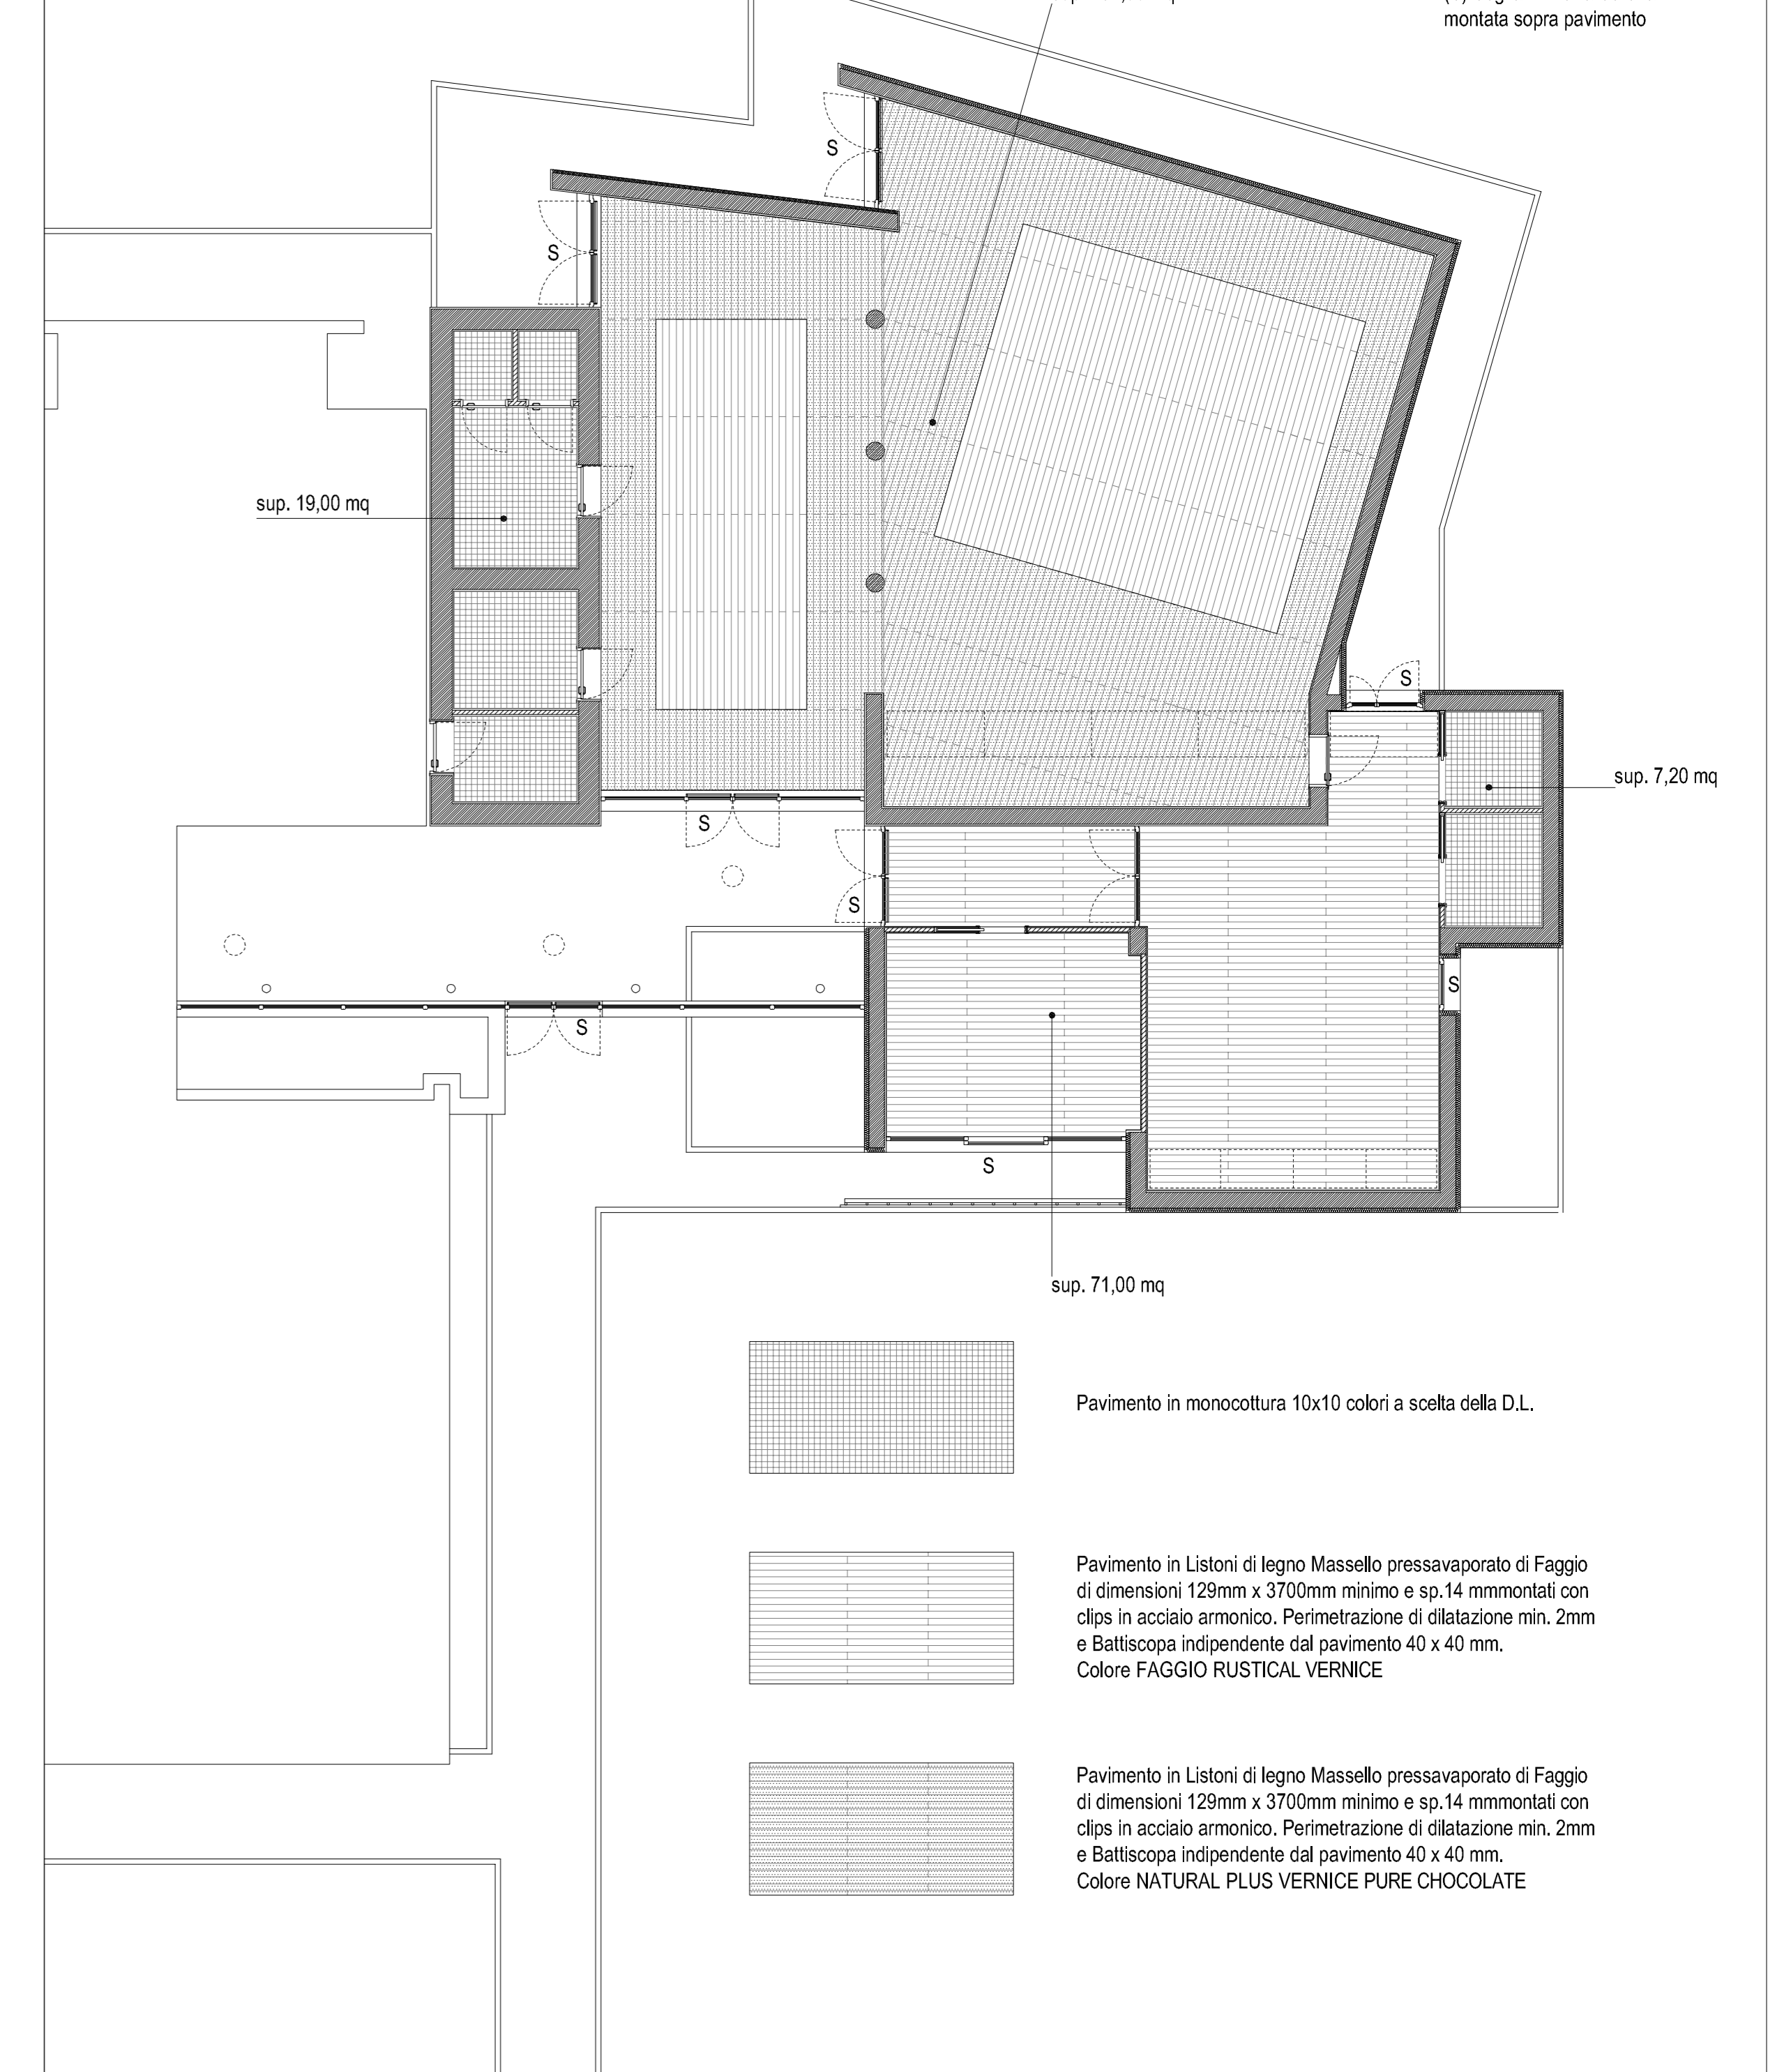 montata sopra pavimento
S
S
sup. 19,00 mq
S
sup. 7,20 mq
S
S
S
S
S
sup. 71,00 mq
Pavimento in monocottura 10x10 colori a scelta della D.L.
Pavimento in Listoni di legno Massello pressavaporato di Faggio
di dimensioni 129mm x 3700mm minimo e sp.14 mmmontati con
clips in acciaio armonico. Perimetrazione di dilatazione min. 2mm
e Battiscopa indipendente dal pavimento 40 x 40 mm.
Colore FAGGIO RUSTICAL VERNICE
Pavimento in Listoni di legno Massello pressavaporato di Faggio
di dimensioni 129mm x 3700mm minimo e sp.14 mmmontati con
clips in acciaio armonico. Perimetrazione di dilatazione min. 2mm
e Battiscopa indipendente dal pavimento 40 x 40 mm.
Colore NATURAL PLUS VERNICE PURE CHOCOLATE